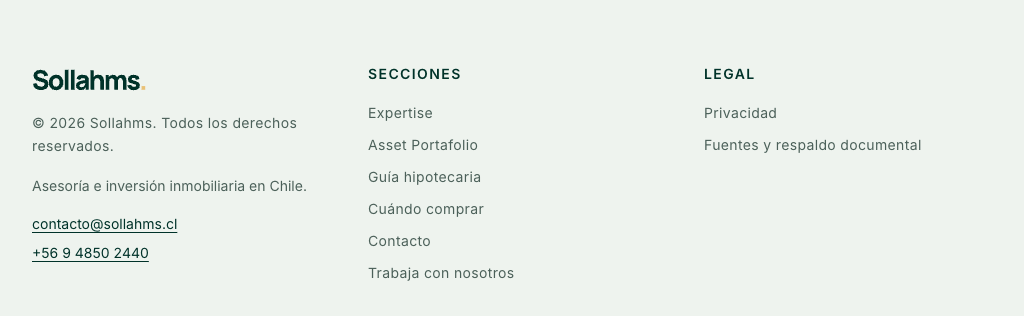 Sollahms.
© 2026 Sollahms. Todos los derechos
reservados.
Asesoría e inversión inmobiliaria en Chile.
contacto@sollahms.cl
+56 9 4850 2440
SECCIONES
Expertise
Asset Portafolio
Guía hipotecaria
Cuándo comprar
Contacto
Trabaja con nosotros
LEGAL
Privacidad
Fuentes y respaldo documental